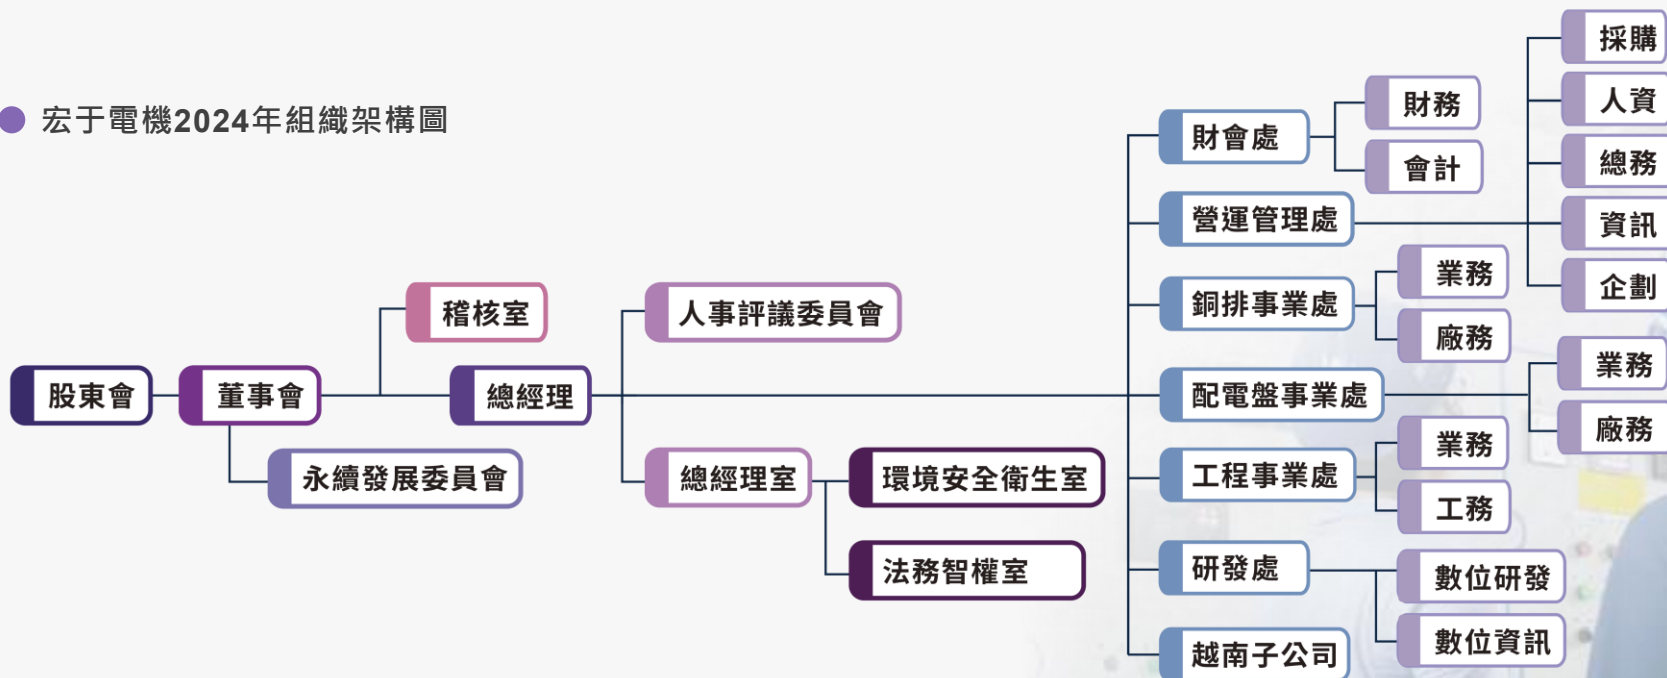 宏于電機2024年組織架構圖
股東會
董事會
永續發展委員會
稽核室
總經理
人事評議委員會
總經理室
環境安全衛生室
法務智權室
財會處
財務
會計
營運管理處
採購
人資
總務
資訊
企劃
銅排事業處
業務
廠務
配電盤事業處
業務
廠務
工程事業處
業務
工務
研發處
數位研發
數位資訊
越南子公司